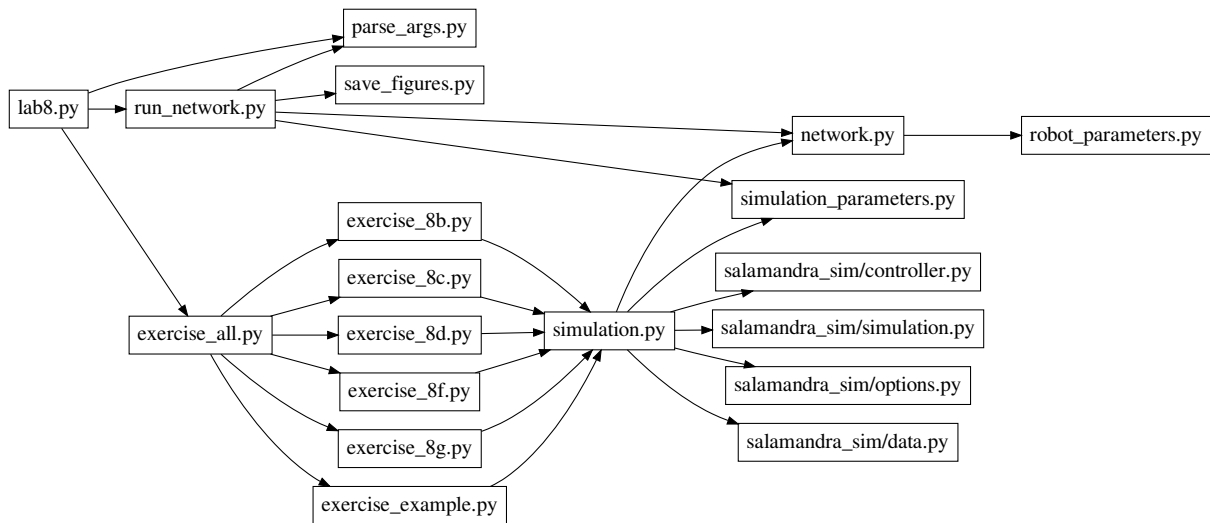 parse_args.py
save_figures.py
lab8.py
run_network.py
network.py
robot_parameters.py
simulation_parameters.py
exercise_8b.py
exercise_8c.py
salamandra_sim/controller.py
exercise_all.py
exercise_8d.py
simulation.py
salamandra_sim/simulation.py
exercise_8f.py
salamandra_sim/options.py
exercise_8g.py
salamandra_sim/data.py
exercise_example.py